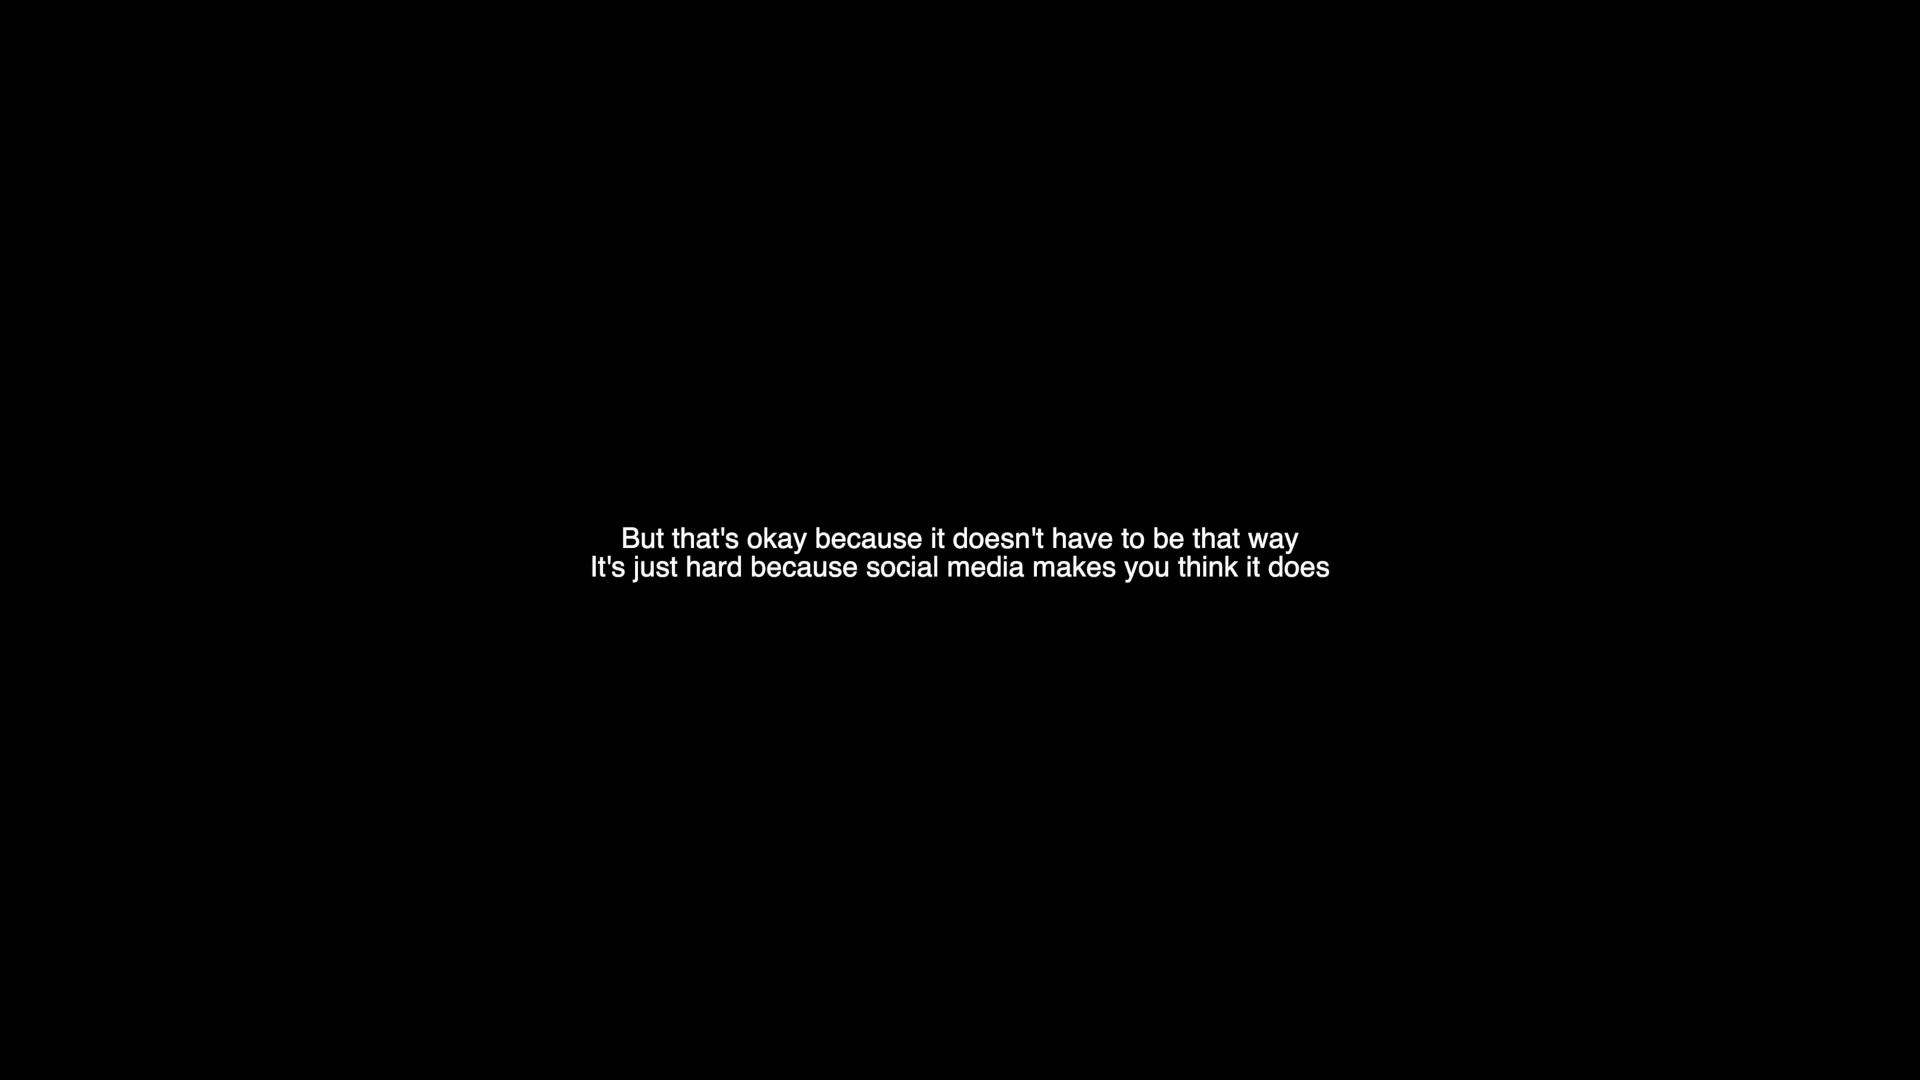 But that's okay because it doesn't have to be that way
It's just hard because social media makes you think it does